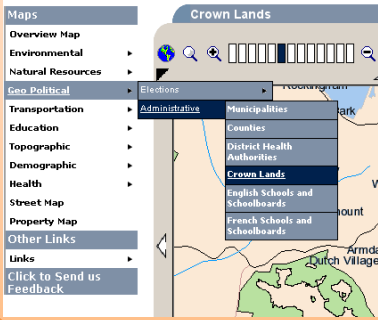 Maps
Crown Lands
Overview Map
Environmental
Natural Resources
Geo Political
Elections
Transportation
Administrative
Municipalities
Education
Counties
Topographic
District Health
Authorities
Demographic
Crown Lands
Health
English Schools and
Schoolboards
Street Map
Property Map
French Schools and
Schoolboards
Other Links
Links
Click to Send us
Feedback
Park
ount
Armda
Dutch Village